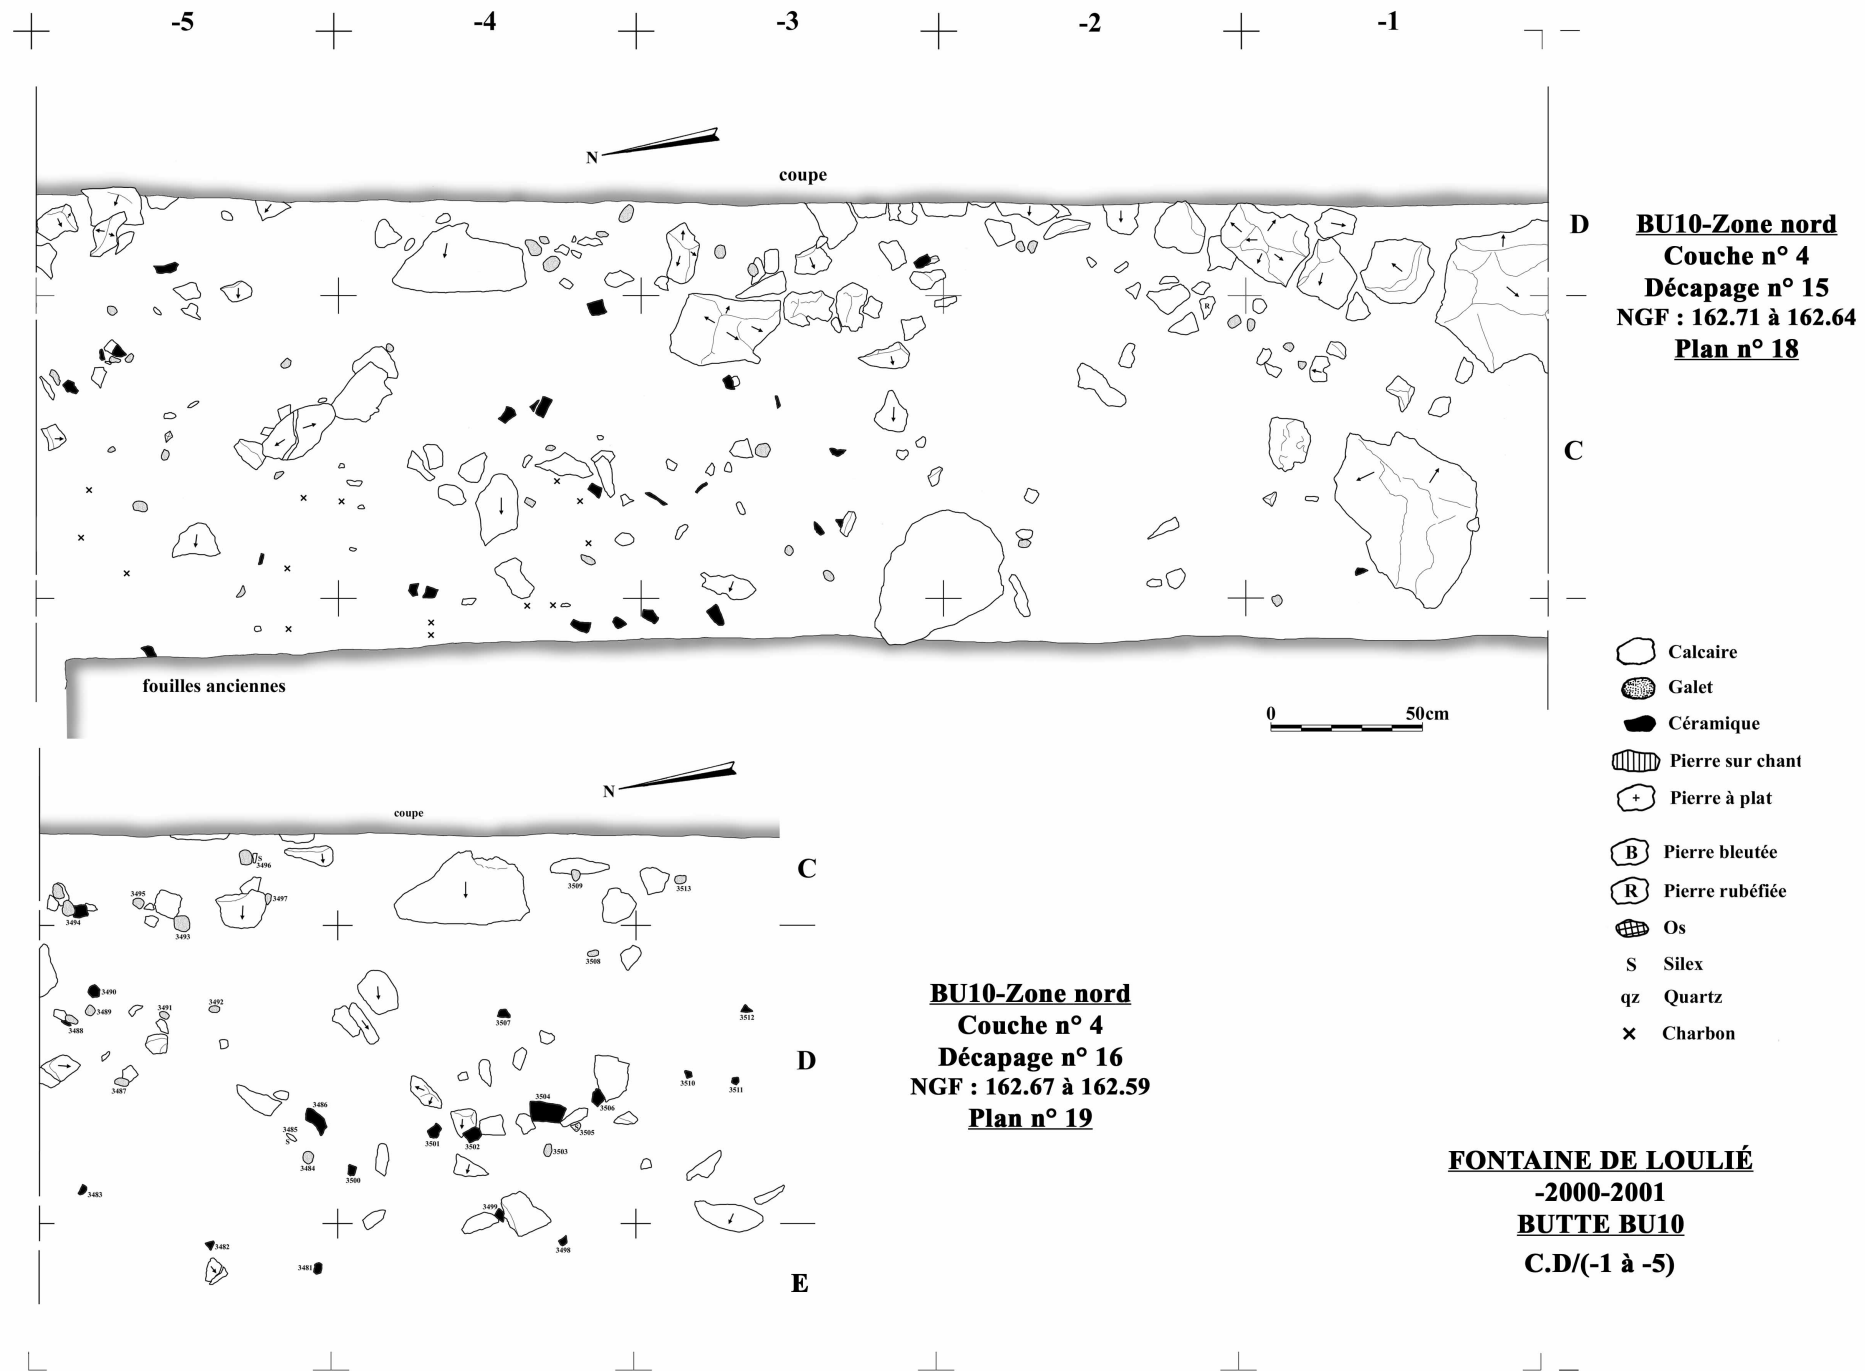 -5 -4 -3 -2 -1
N
coupe
D
BU10-Zone nord
Couche n° 4
Décapage n° 15
NGF : 162.71 à 162.64
Plan n° 18
R
C
fouilles anciennes
0 50cm
Calcaire
Galet
Céramique
Pierre sur chant
Pierre à plat
B Pierre bleutée
R Pierre rubéfiée
Os
S Silex
qz Quartz
Charbon
N
coupe
C
S
3496
3509
3513
3495
3497
3494
3493
3508
3490
3489
3491
3492
3488
3507
3512
BU10-Zone nord
Couche n° 4
Décapage n° 16
NGF : 162.67 à 162.59
Plan n° 19
D
3487
3510
3511
3486
3504
3506
3485
S
3501
3502
3505
3484
3503
3500
3483
3499
3482
3498
3481
E
FONTAINE DE LOULIÉ
-2000-2001
BUTTE BU10
C.D/(-1 à -5)